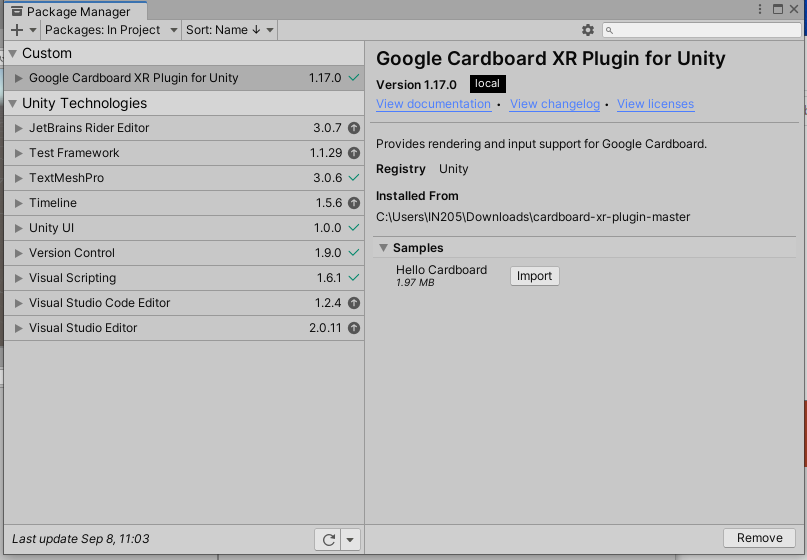 Package Manager
Packages: In Project Sort: Name ↓
Custom
Google Cardboard XR Plugin for Unity 1.17.0
Unity Technologies
JetBrains Rider Editor 3.0.7
Test Framework 1.1.29
TextMeshPro 3.0.6
Timeline 1.5.6
Unity UI 1.0.0
Version Control 1.9.0
Visual Scripting 1.6.1
Visual Studio Code Editor 1.2.4
Visual Studio Editor 2.0.11
Last update Sep 8, 11:03
Google Cardboard XR Plugin for Unity
Version 1.17.0 local
View documentation • View changelog • View licenses
Provides rendering and input support for Google Cardboard.
Registry Unity
Installed From
C:\Users\IN205\Downloads\cardboard-xr-plugin-master
Samples
Hello Cardboard Import
1.97 MB
Remove